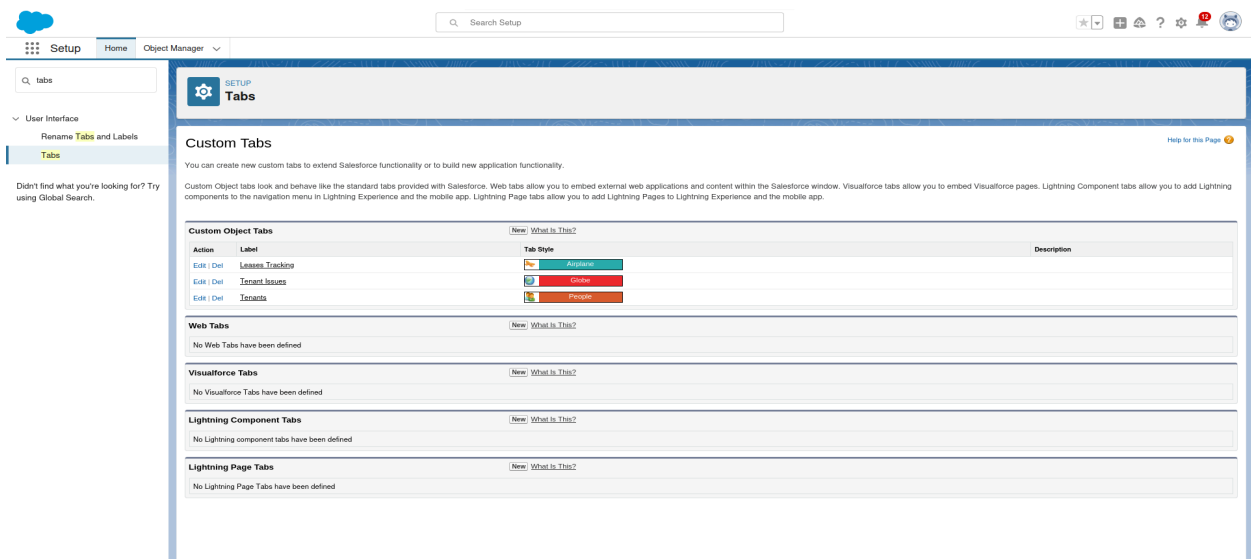 Search Setup
12
Setup
Home
Object Manager
tabs
User Interface
Rename Tabs and Labels
Tabs
Didn't find what you're looking for? Try
using Global Search.
SETUP
Tabs
Custom Tabs
Help for this Page
You can create new custom tabs to extend Salesforce functionality or to build new application functionality.
Custom Object tabs look and behave like the standard tabs provided with Salesforce. Web tabs allow you to embed external web applications and content within the Salesforce window. Visualforce tabs allow you to embed Visualforce pages. Lightning Component tabs allow you to add Lightning
components to the navigation menu in Lightning Experience and the mobile app. Lightning Page tabs allow you to add Lightning Pages to Lightning Experience and the mobile app.
Custom Object Tabs New What Is This?
Action Label Tab Style Description
Edit | Del Leases Tracking Airplane
Edit | Del Tenant Issues Globe
Edit | Del Tenants People
Web Tabs New What Is This?
No Web Tabs have been defined
Visualforce Tabs New What Is This?
No Visualforce Tabs have been defined
Lightning Component Tabs New What Is This?
No Lightning component tabs have been defined
Lightning Page Tabs New What Is This?
No Lightning Page Tabs have been defined